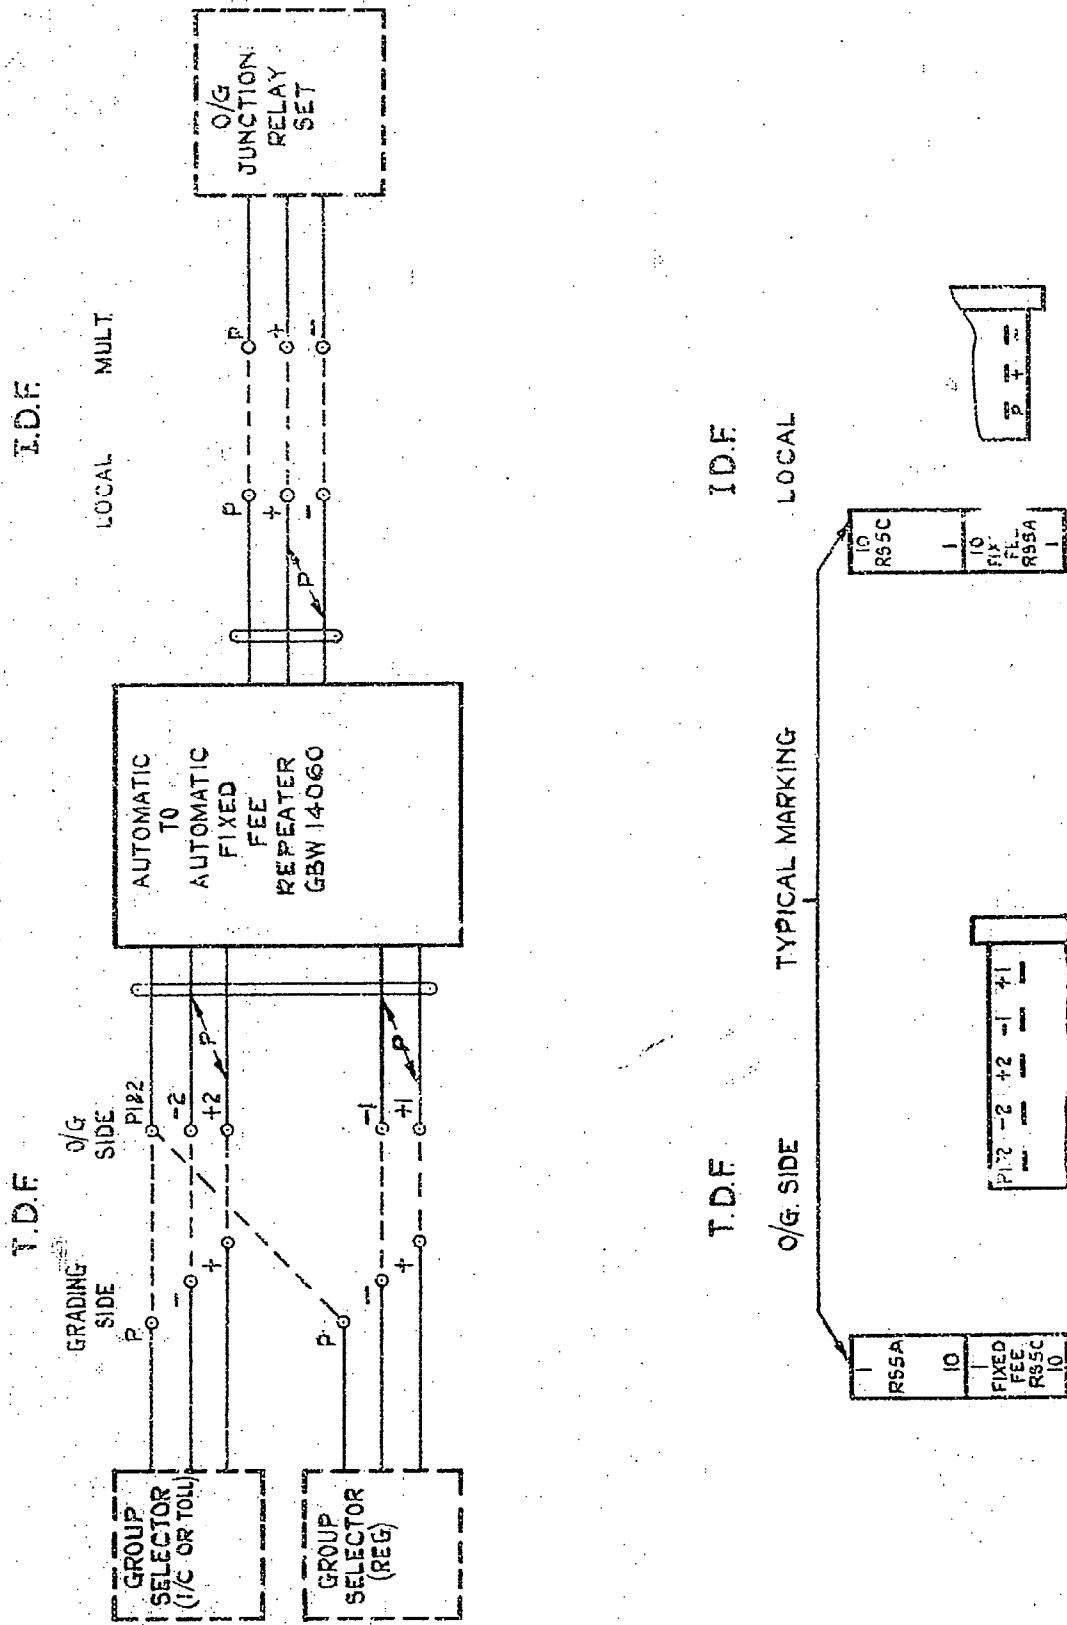 T.D.F.
I.D.F.
GRADING
SIDE
O/G
SIDE
LOCAL
MULT.
GROUP
SELECTOR
(I/C OR TOLL)
P
-
+
P1&2
-2
+2
P
GROUP
SELECTOR
(REG)
P
-
+
-1
+1
P
AUTOMATIC
TO
AUTOMATIC
FIXED
FEE
REPEATER
GBW 14060
P
P
+
-
P
+
-
O/G
JUNCTION
RELAY
SET
T.D.F.
O/G. SIDE
TYPICAL MARKING
I.D.F.
LOCAL
1
RSSA
10
1
FIXED
FEE
RSSC
10
P1&2 -2 +2 -1 +1
10
RSSC
1
10
FIX
FEE
RSSA
1
P + -